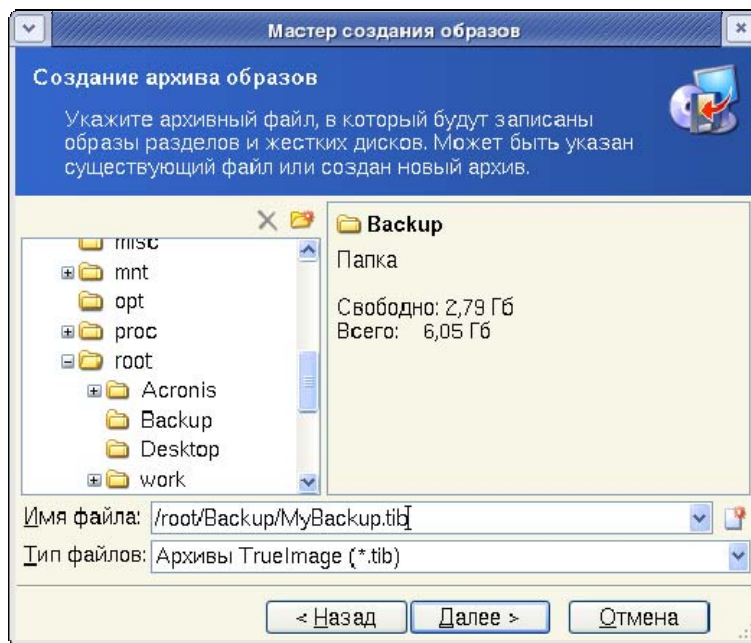 Мастер создания образов
Создание архива образов
Укажите архивный файл, в который будут записаны
образы разделов и жестких дисков. Может быть указан
существующий файл или создан новый архив.
misc
mnt
opt
proc
root
Acronis
Backup
Desktop
work
Backup
Папка
Свободно: 2,79 Гб
Всего: 6,05 Гб
Имя файла: /root/Backup/MyBackup.tib
Тип файлов: Архивы TrueImage (*.tib)
< Назад
Далее >
Отмена